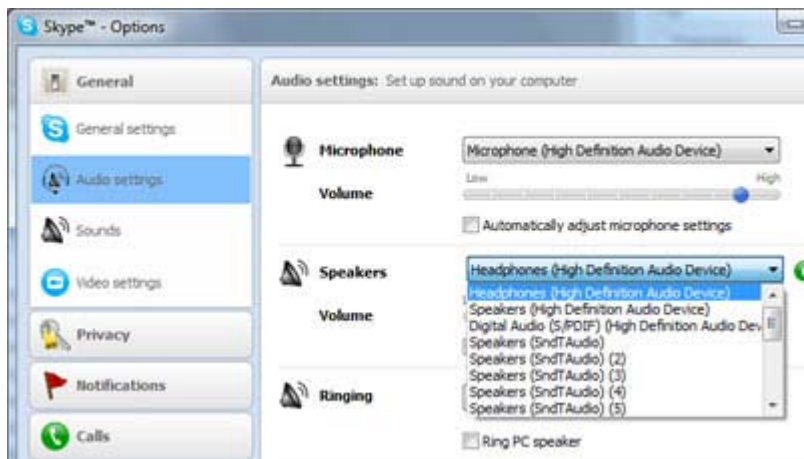 Skype™ - Options
General
General settings
Audio settings
Sounds
Video settings
Privacy
Notifications
Calls
Audio settings: Set up sound on your computer
Microphone
Microphone (High Definition Audio Device)
Volume
Low High
Automatically adjust microphone settings
Speakers
Headphones (High Definition Audio Device)
Volume
Headphones (High Definition Audio Device)
Speakers (High Definition Audio Device)
Digital Audio (S/PDIF) (High Definition Audio Dev
Speakers (SndTAudio)
Speakers (SndTAudio) (2)
Speakers (SndTAudio) (3)
Speakers (SndTAudio) (4)
Speakers (SndTAudio) (5)
Ringing
Ring PC speaker